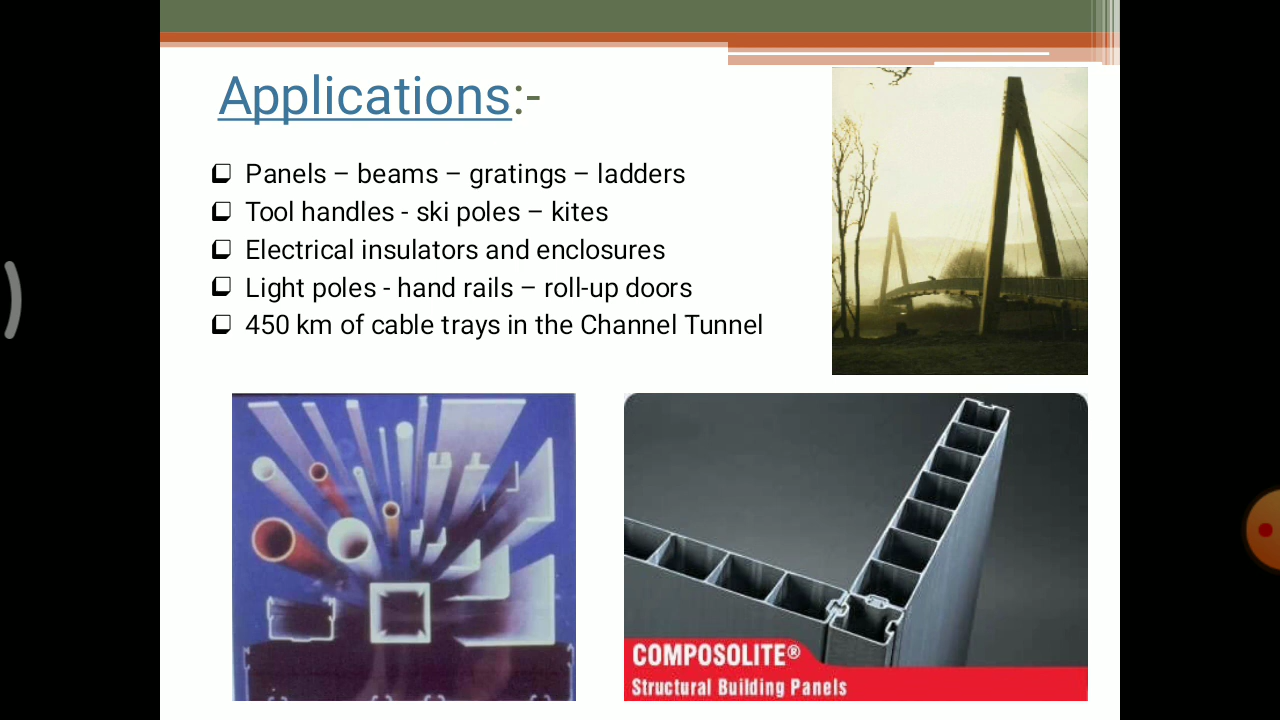 Applications:-
Panels – beams – gratings – ladders
Tool handles - ski poles – kites
Electrical insulators and enclosures
Light poles - hand rails – roll-up doors
450 km of cable trays in the Channel Tunnel
COMPOSOLITE®
Structural Building Panels